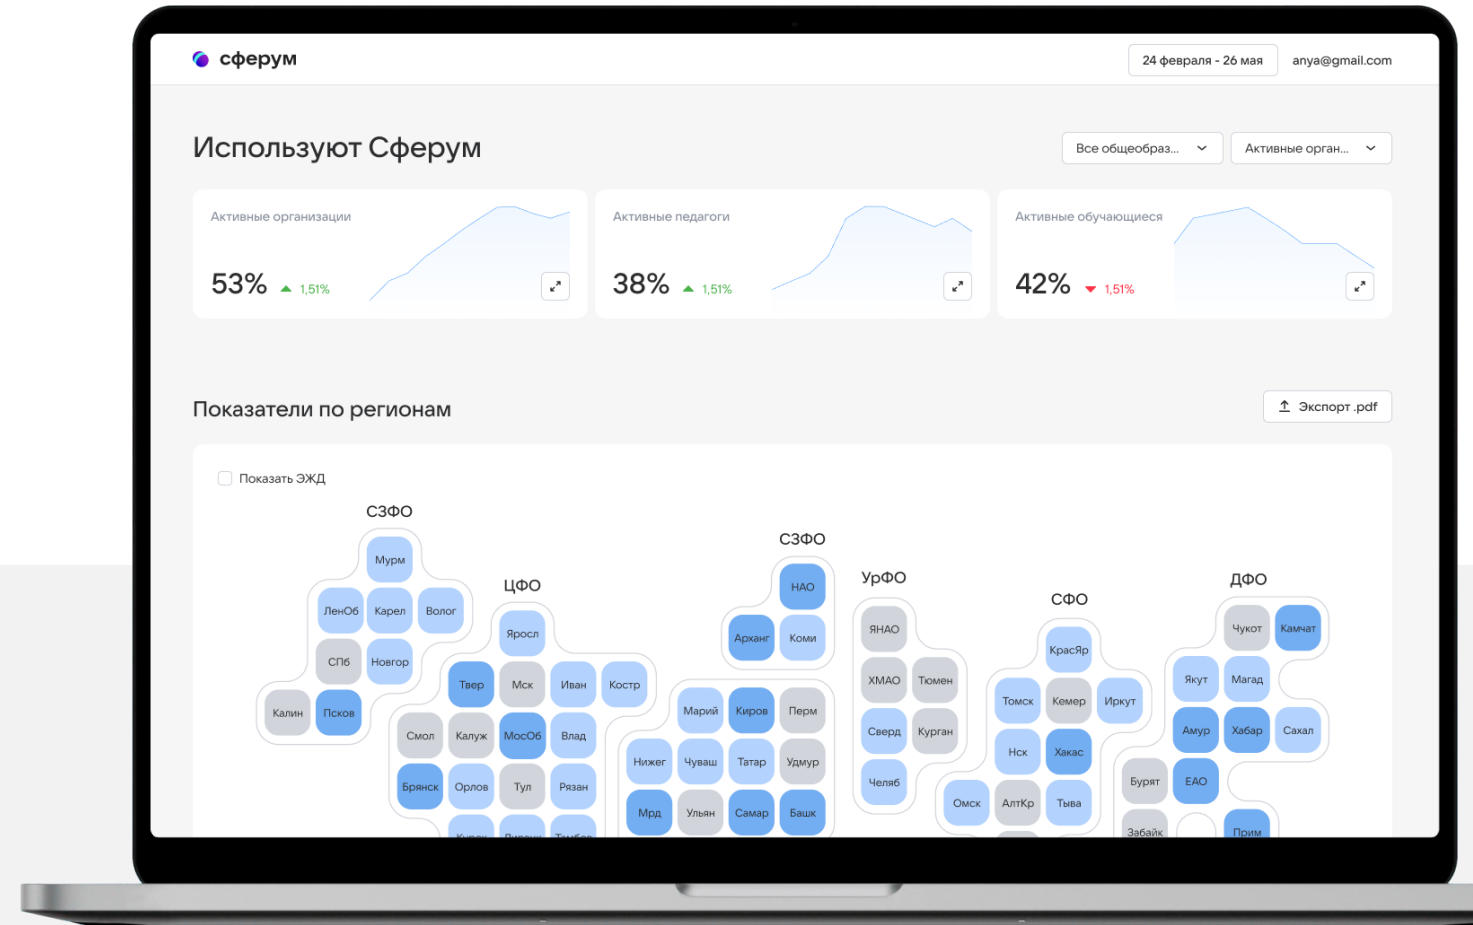 сферум
24 февраля - 26 мая
anya@gmail.com
Используют Сферум
Все общеобраз...
Активные орган...
Активные организации
53%
1,51%
Активные педагоги
38%
1,51%
Активные обучающиеся
42%
1,51%
Показатели по регионам
Экспорт .pdf
Показать ЭЖД
СЗФО
Мурм
ЛенОб Карел Волог
СПб Новгор
Калин Псков
ЦФО
Яросл
Твер Мск Иван Костр
Смол Калуж МосОб Влад
Брянск Орлов Тул Рязан
СЗФО
НАО
Арханг Коми
Марий Киров Перм
Нижег Чуваш Татар Удмур
Мрд Ульян Самар Башк
УрФО
ЯНАО
ХМАО Тюмен
Сверд Курган
Челяб
СФО
КрасЯр
Томск Кемер Иркут
Нск Хакас
Омск АлтКр Тыва
ДФО
Чукот Камчат
Якут Магад
Амур Хабар Сахал
Бурят ЕАО
Забайк Прим